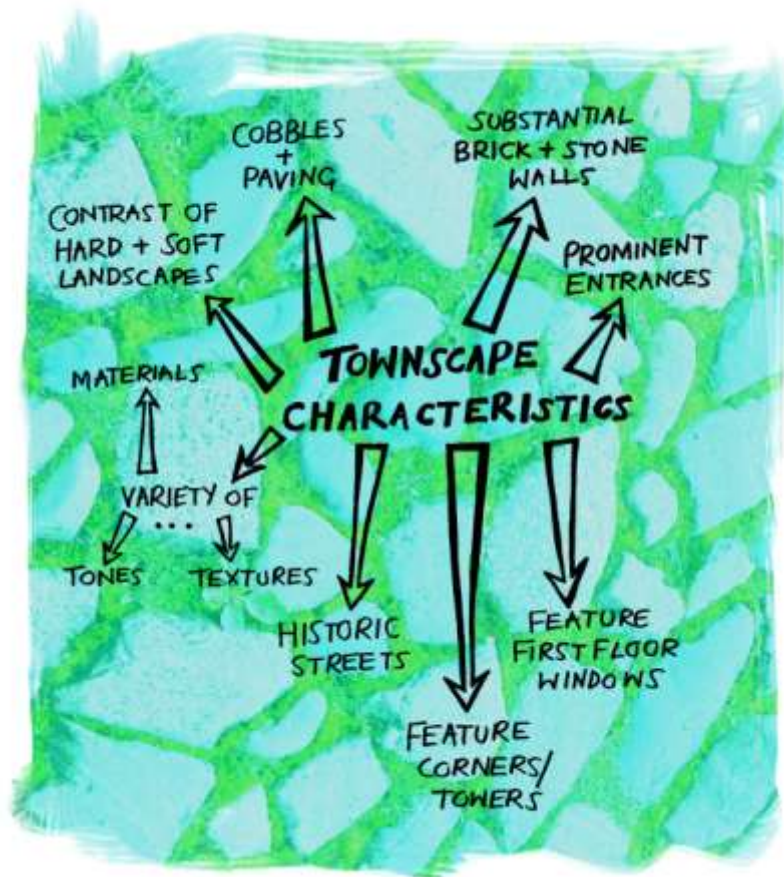 COBBLES
+
PAVING
SUBSTANTIAL
BRICK + STONE
WALLS
CONTRAST OF
HARD + SOFT
LANDSCAPES
PROMINENT
ENTRANCES
TOWNSCAPE
CHARACTERISTICS
MATERIALS
VARIETY OF
...
TONES
TEXTURES
HISTORIC
STREETS
FEATURE
FIRST FLOOR
WINDOWS
FEATURE
CORNERS/
TOWERS